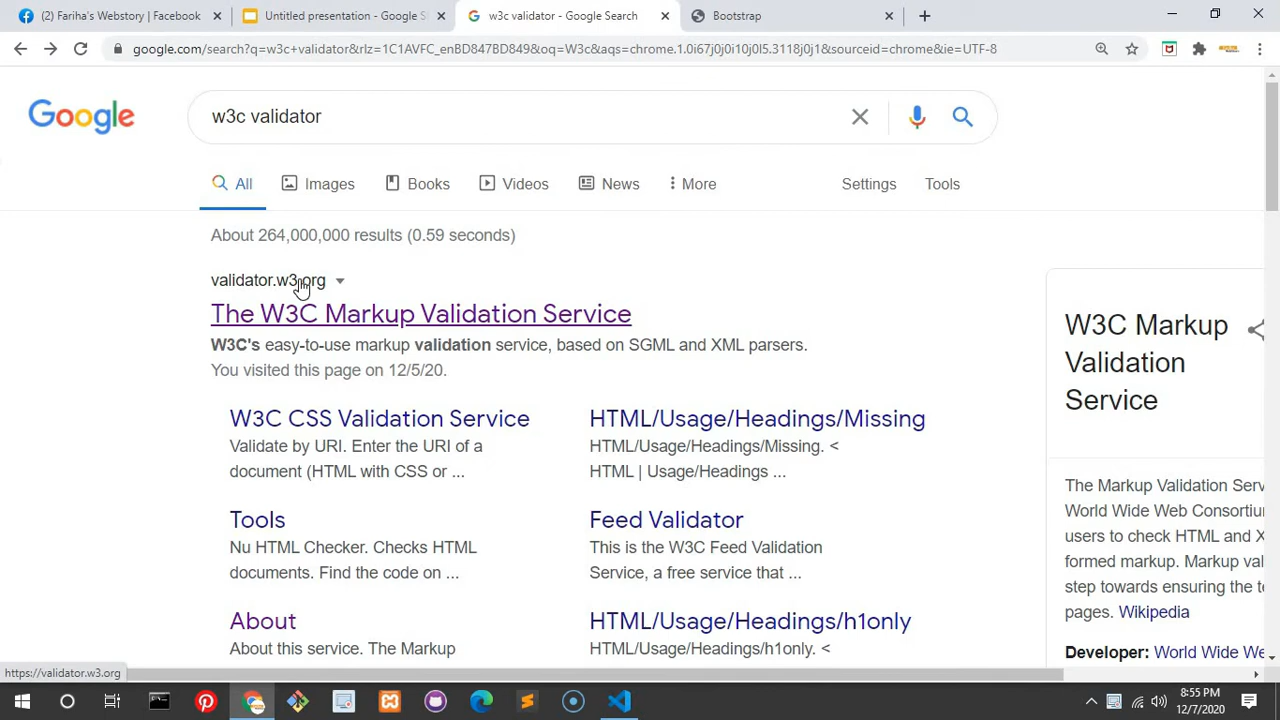 (2) Fariha's Webstory | Facebook
Untitled presentation - Google S
w3c validator - Google Search
Bootstrap
google.com/search?q=w3c+validator&rlz=1C1AVFC_enBD847BD849&oq=W3c&aqs=chrome.1.0i67j0j0i10j0l5.3118j0j1&sourceid=chrome&ie=UTF-8
Google
w3c validator
All
Images
Books
Videos
News
More
Settings
Tools
About 264,000,000 results (0.59 seconds)
validator.w3.org
The W3C Markup Validation Service
W3C's easy-to-use markup validation service, based on SGML and XML parsers.
You visited this page on 12/5/20.
W3C CSS Validation Service
Validate by URI. Enter the URI of a
document (HTML with CSS or ...
HTML/Usage/Headings/Missing
HTML/Usage/Headings/Missing. <
HTML | Usage/Headings ...
Tools
Nu HTML Checker. Checks HTML
documents. Find the code on ...
Feed Validator
This is the W3C Feed Validation
Service, a free service that ...
About
About this service. The Markup
HTML/Usage/Headings/h1only
HTML/Usage/Headings/h1only. <
W3C Markup
Validation
Service
The Markup Validation Serv
World Wide Web Consortiu
users to check HTML and X
formed markup. Markup val
step towards ensuring the te
pages. Wikipedia
Developer: World Wide We
https://validator.w3.org
8:55 PM
12/7/2020